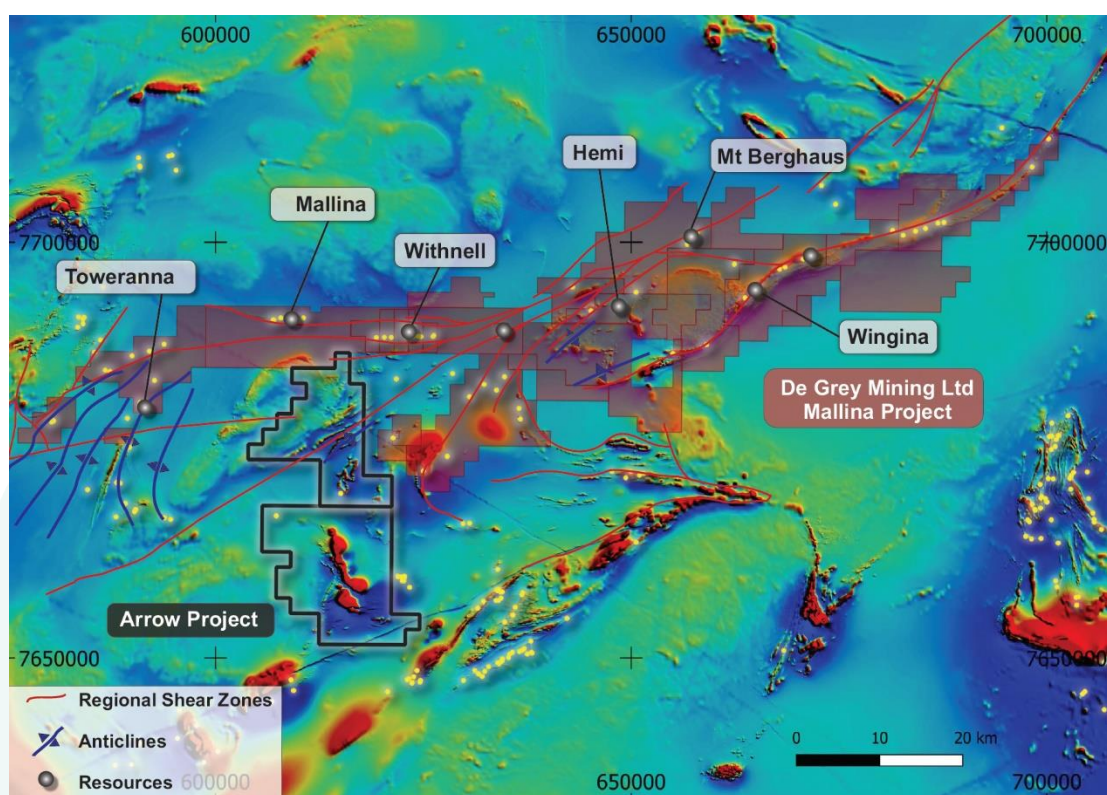 600000
650000
700000
Hemi
Mt Berghaus
Mallina
7700000
7700000
Withnell
Toweranna
Wingina
De Grey Mining Ltd
Mallina Project
Arrow Project
7650000
7650000
Regional Shear Zones
Anticlines
Resources
0
10
20 km
600000
650000
700000